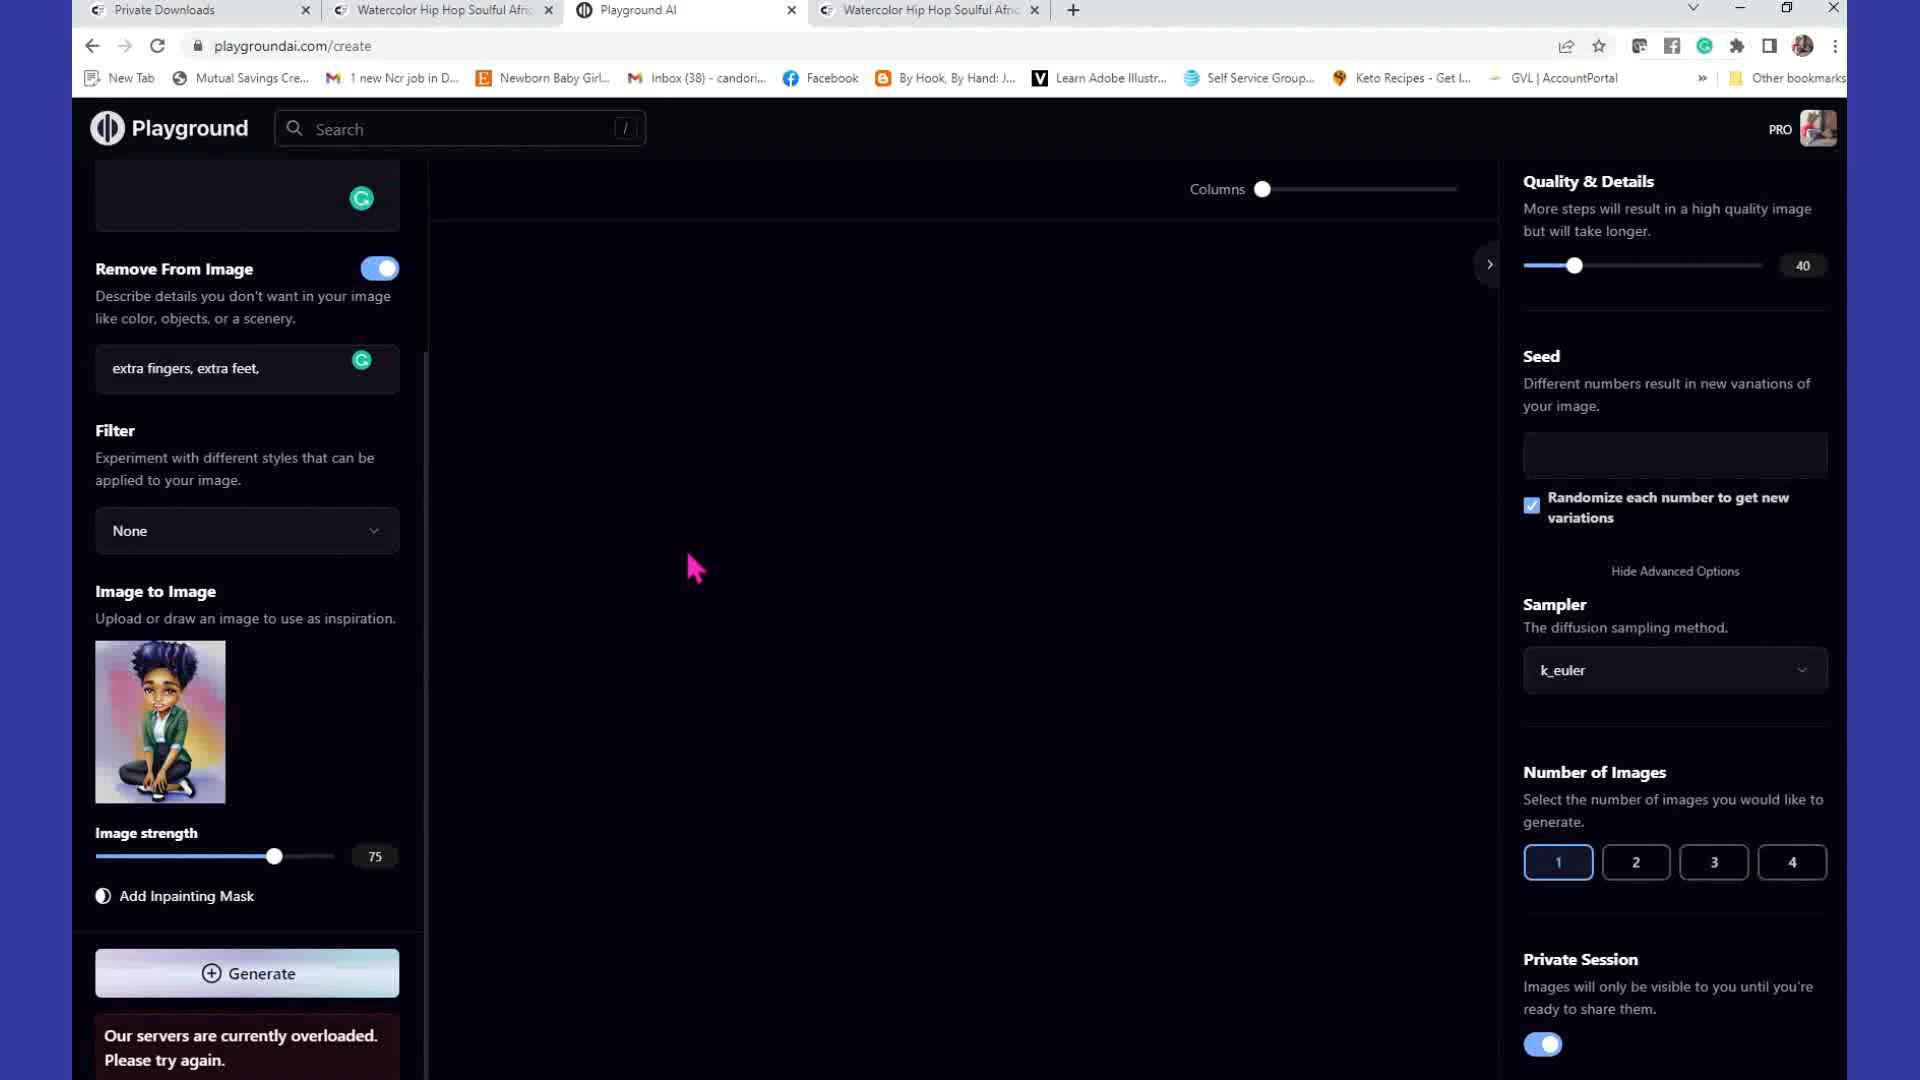 Private Downloads
Watercolor Hip Hop Soulful Afric
Playground AI
Watercolor Hip Hop Soulful Afric
playgroundai.com/create
New Tab
Mutual Savings Cre...
1 new Ncr job in D...
Newborn Baby Girl...
Inbox (38) - candori...
Facebook
By Hook, By Hand: J...
Learn Adobe Illustr...
Self Service Group...
Keto Recipes - Get I...
GVL | AccountPortal
»
Other bookmarks
Playground
Search
/
PRO
Remove From Image
Describe details you don't want in your image
like color, objects, or a scenery.
extra fingers, extra feet,
Filter
Experiment with different styles that can be
applied to your image.
None
Image to Image
Upload or draw an image to use as inspiration.
Image strength
75
Add Inpainting Mask
Generate
Our servers are currently overloaded.
Please try again.
Columns
Quality & Details
More steps will result in a high quality image
but will take longer.
40
Seed
Different numbers result in new variations of
your image.
Randomize each number to get new
variations
Hide Advanced Options
Sampler
The diffusion sampling method.
k_euler
Number of Images
Select the number of images you would like to
generate.
1
2
3
4
Private Session
Images will only be visible to you until you're
ready to share them.